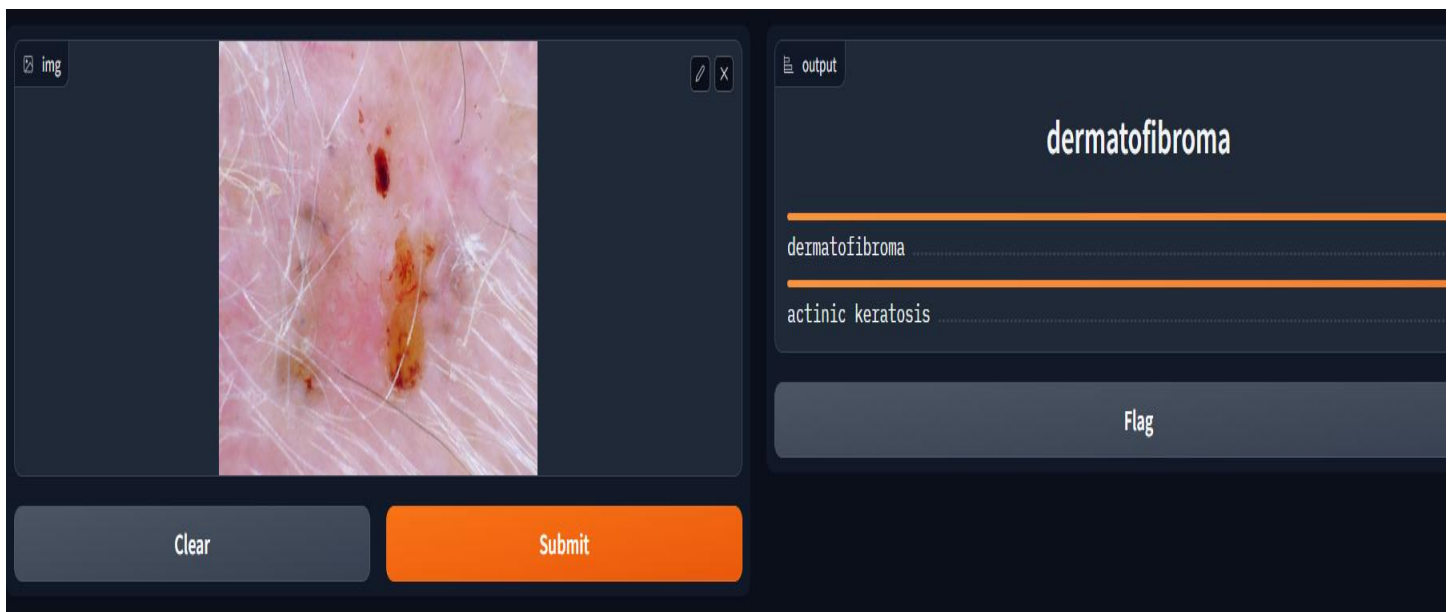 img
output
dermatofibroma
dermatofibroma
actinic keratosis
Flag
Clear
Submit